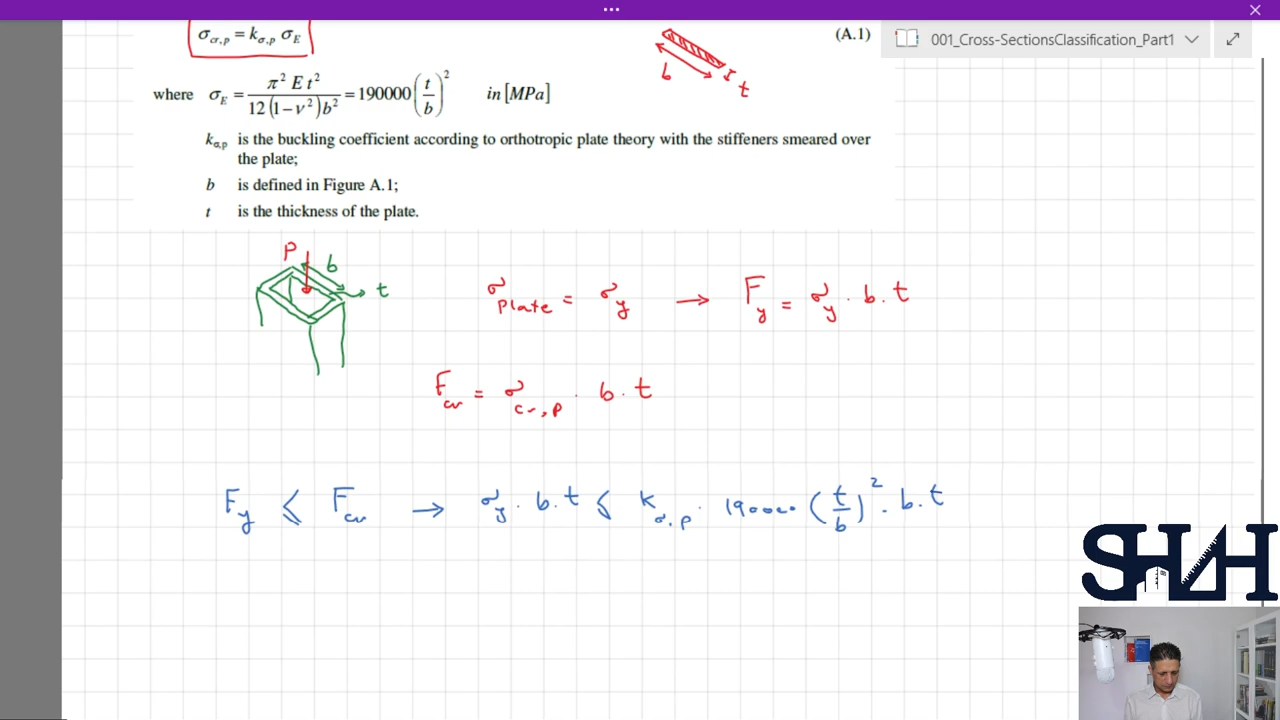 ...
001_Cross-SectionsClassification_Part1
σcr,p = kσ,p σE (A.1)
b
t
where σE = π² E t² / 12 (1 − ν²) b² = 190000 (t/b)² in [MPa]
kσ,p is the buckling coefficient according to orthotropic plate theory with the stiffeners smeared over
the plate;
b is defined in Figure A.1;
t is the thickness of the plate.
P
b
t
σPlate = σy → Fy = σy . b . t
Fcr = σcr,p . b . t
Fy ≤ Fcr → σy . b . t ≤ kσ,p . 190000 . (t/b)² . b . t
SHZH